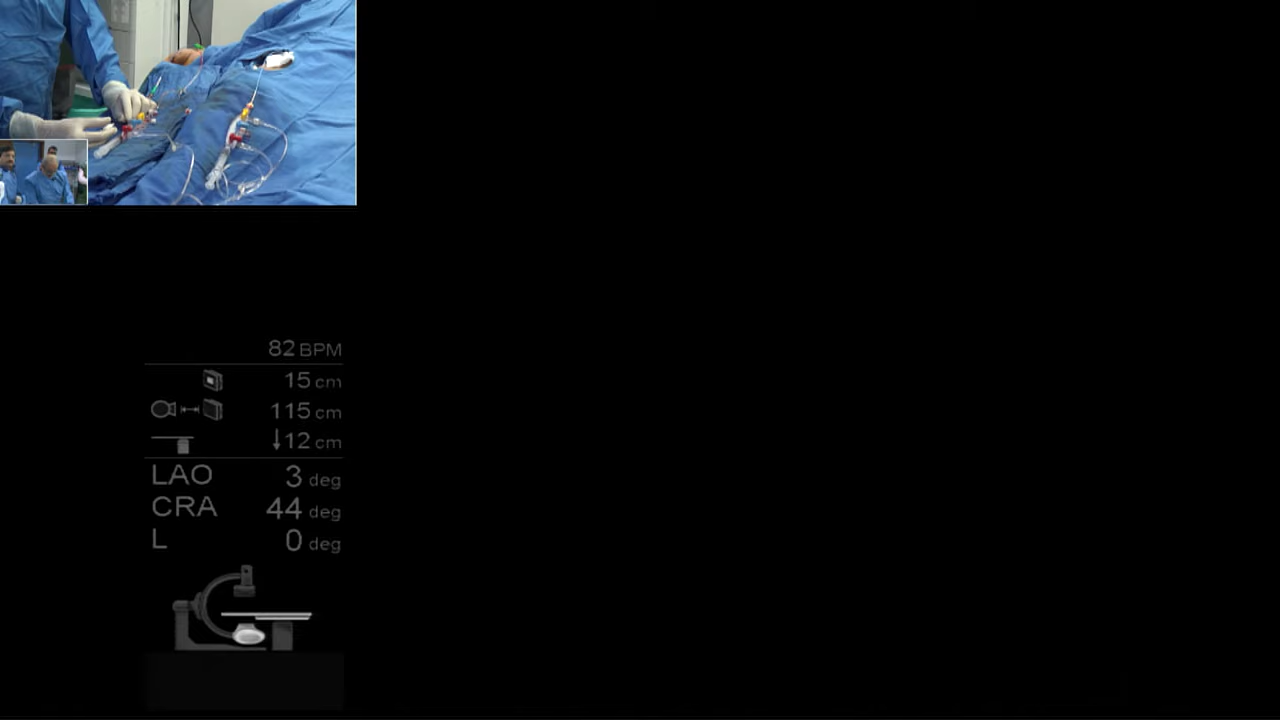 82 BPM
15 cm
115 cm
↓12 cm
LAO 3 deg
CRA 44 deg
L 0 deg